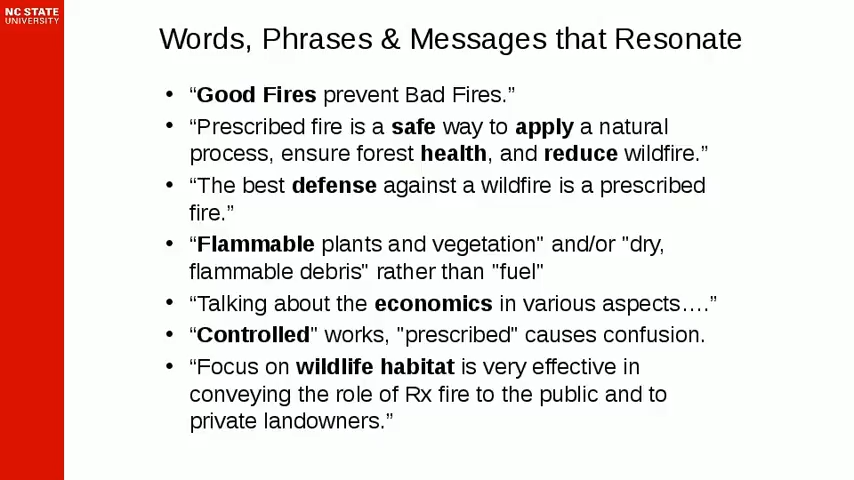 NC STATE
UNIVERSITY
Words, Phrases & Messages that Resonate
• “Good Fires prevent Bad Fires.”
• “Prescribed fire is a safe way to apply a natural
process, ensure forest health, and reduce wildfire.”
• “The best defense against a wildfire is a prescribed
fire.”
• “Flammable plants and vegetation" and/or "dry,
flammable debris" rather than "fuel"
• “Talking about the economics in various aspects….”
• “Controlled" works, "prescribed" causes confusion.
• “Focus on wildlife habitat is very effective in
conveying the role of Rx fire to the public and to
private landowners.”